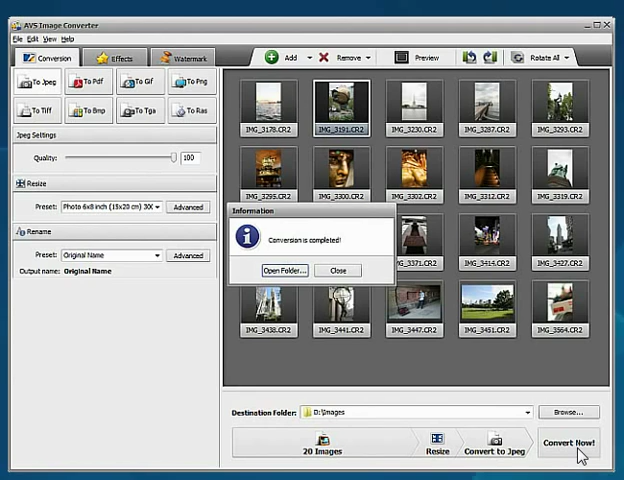 AVS Image Converter
File Edit View Help
Conversion Effects Watermark
Add Remove Preview Rotate All
To Jpeg To Pdf To Gif To Png
To Tiff To Bmp To Tga To Ras
Jpeg Settings
Quality: 100
Resize
Preset: Photo 6x8 inch (15x20 cm) 300 Advanced
Rename
Preset: Original Name Advanced
Output name: Original Name
IMG_3178.CR2 IMG_3191.CR2 IMG_3230.CR2 IMG_3287.CR2 IMG_3293.CR2
IMG_3295.CR2 IMG_3300.CR2 IMG_3302.CR2 IMG_3312.CR2 IMG_3319.CR2
Information
Conversion is completed!
Open Folder... Close
_3371.CR2 IMG_3414.CR2 IMG_3427.CR2
IMG_3438.CR2 IMG_3441.CR2 IMG_3447.CR2 IMG_3451.CR2 IMG_3564.CR2
Destination Folder: D:\Images Browse...
20 Images Resize Convert to Jpeg Convert Now!